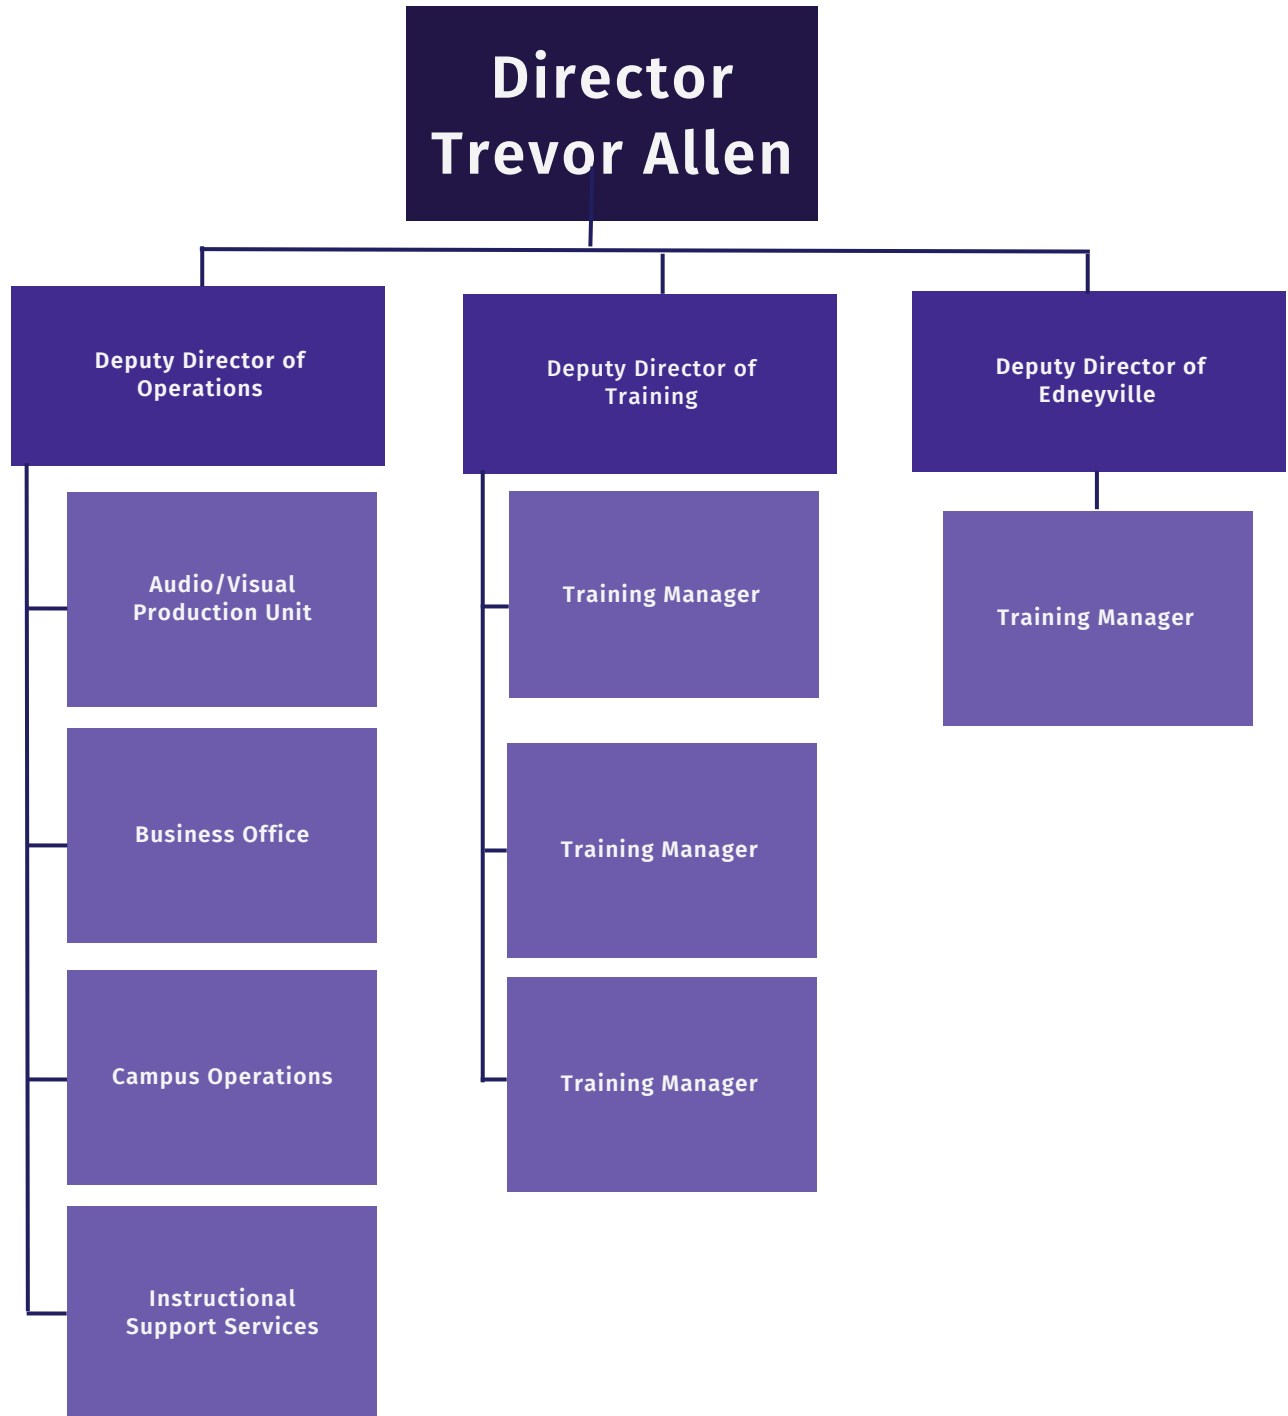 Director
Trevor Allen
Deputy Director of
Operations
Deputy Director of
Training
Deputy Director of
Edneyville
Audio/Visual
Production Unit
Business Office
Campus Operations
Instructional
Support Services
Training Manager
Training Manager
Training Manager
Training Manager